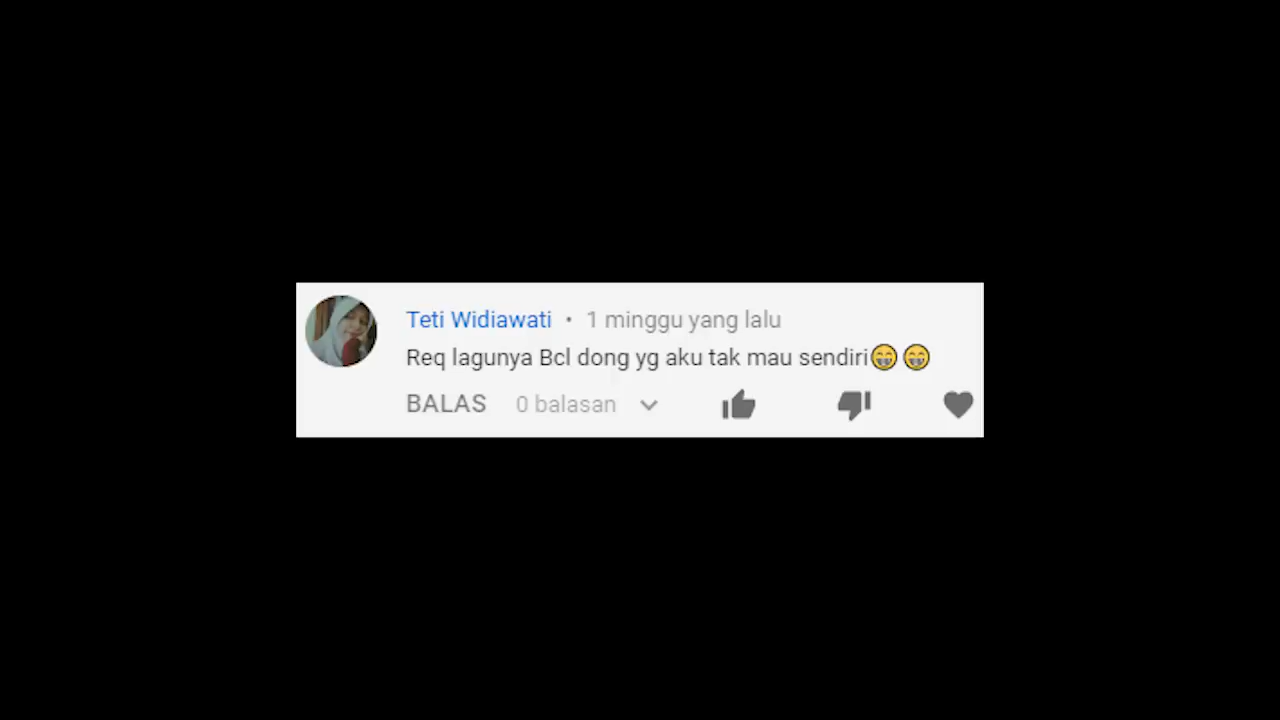 Teti Widiawati • 1 minggu yang lalu
Req lagunya Bcl dong yg aku tak mau sendiri😁😁
BALAS 0 balasan